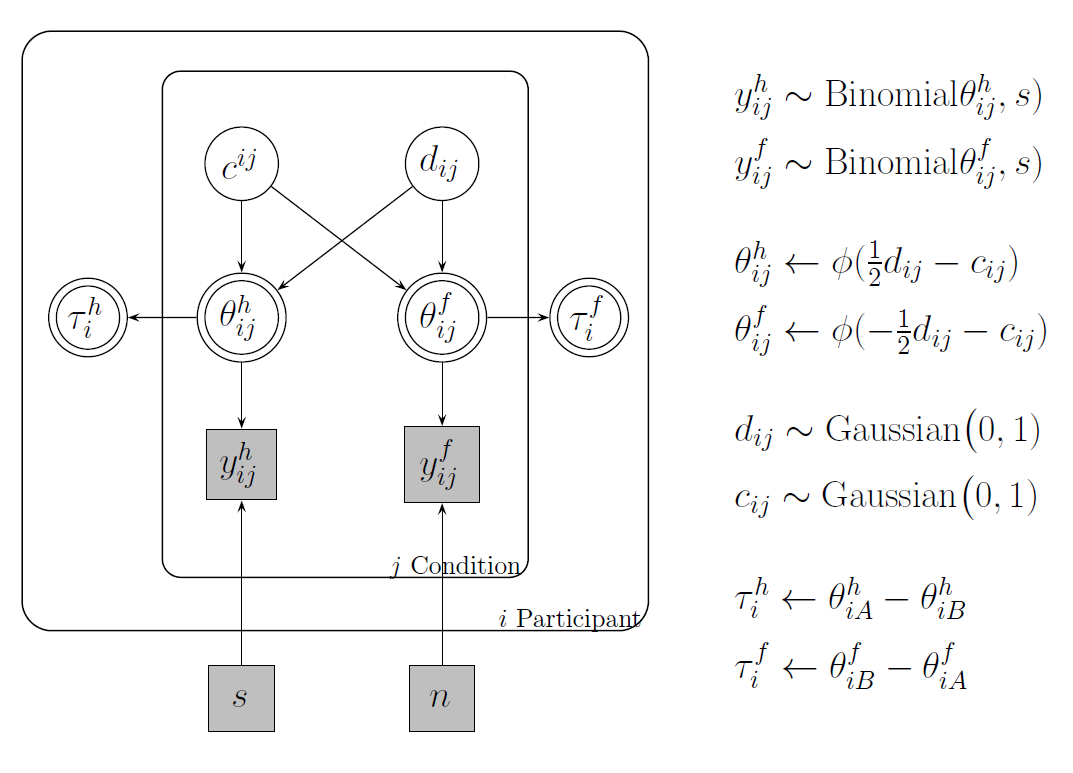 c^{ij} d_{ij}
τ_i^h θ_{ij}^h θ_{ij}^f τ_i^f
y_{ij}^h y_{ij}^f
j Condition
i Participant
s n
y_{ij}^h ∼ Binomialθ_{ij}^h, s)
y_{ij}^f ∼ Binomialθ_{ij}^f, s)
θ_{ij}^h ← ϕ(½d_{ij} − c_{ij})
θ_{ij}^f ← ϕ(−½d_{ij} − c_{ij})
d_{ij} ∼ Gaussian(0, 1)
c_{ij} ∼ Gaussian(0, 1)
τ_i^h ← θ_{iA}^h − θ_{iB}^h
τ_i^f ← θ_{iB}^f − θ_{iA}^f